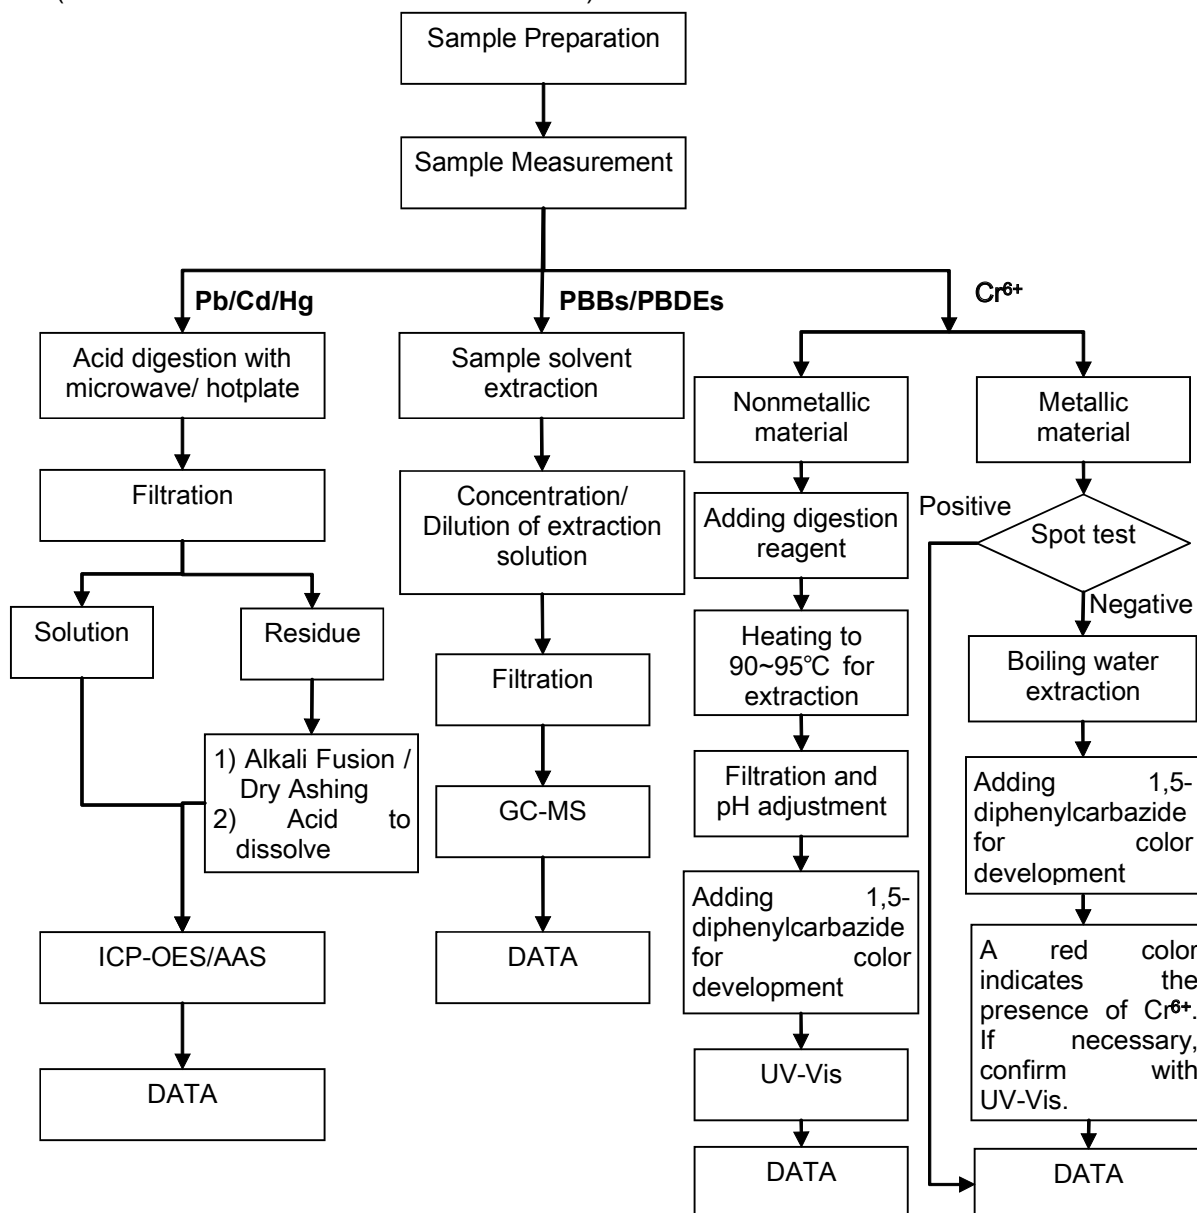 Sample Preparation
Sample Measurement
Pb/Cd/Hg
PBBs/PBDEs
Cr⁶⁺
Acid digestion with
microwave/ hotplate
Filtration
Solution
Residue
1) Alkali Fusion /
Dry Ashing
2) Acid to
dissolve
ICP-OES/AAS
DATA
Sample solvent
extraction
Concentration/
Dilution of extraction
solution
Filtration
GC-MS
DATA
Nonmetallic
material
Adding digestion
reagent
Heating to
90~95℃ for
extraction
Filtration and
pH adjustment
Adding 1,5-
diphenylcarbazide
for color
development
UV-Vis
DATA
Metallic
material
Positive
Spot test
Negative
Boiling water
extraction
Adding 1,5-
diphenylcarbazide
for color
development
A red color
indicates the
presence of Cr⁶⁺.
If necessary,
confirm with
UV-Vis.
DATA